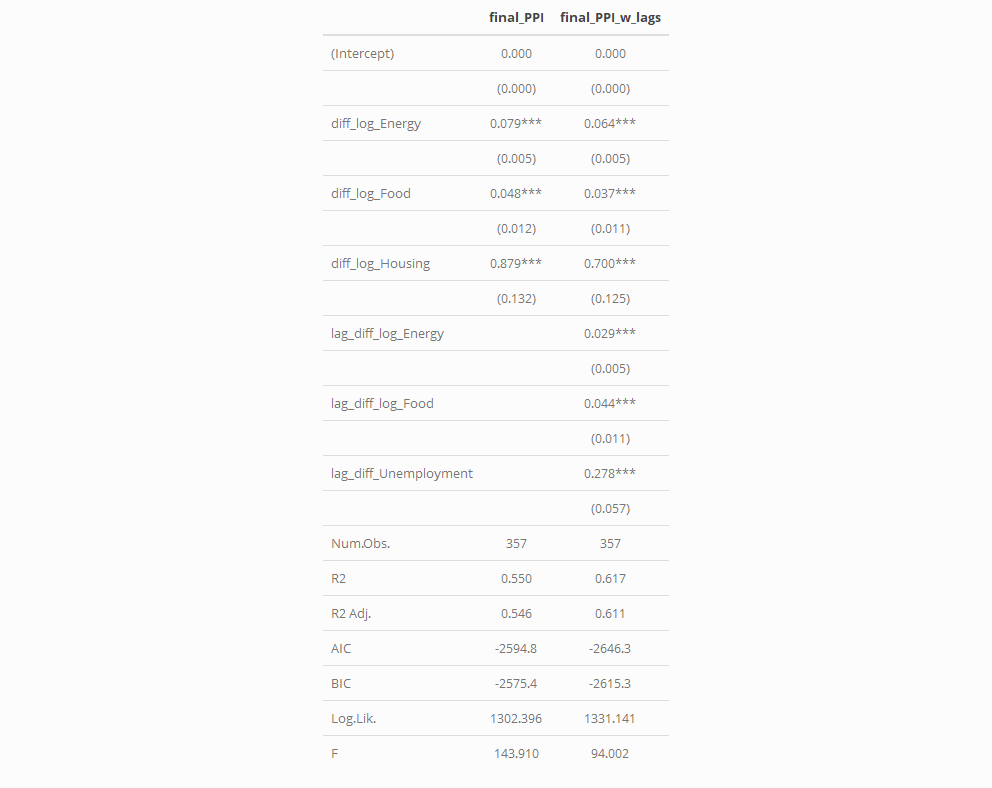 final_PPI final_PPI_w_lags
(Intercept) 0.000 0.000
(0.000) (0.000)
diff_log_Energy 0.079*** 0.064***
(0.005) (0.005)
diff_log_Food 0.048*** 0.037***
(0.012) (0.011)
diff_log_Housing 0.879*** 0.700***
(0.132) (0.125)
lag_diff_log_Energy 0.029***
(0.005)
lag_diff_log_Food 0.044***
(0.011)
lag_diff_Unemployment 0.278***
(0.057)
Num.Obs. 357 357
R2 0.550 0.617
R2 Adj. 0.546 0.611
AIC -2594.8 -2646.3
BIC -2575.4 -2615.3
Log.Lik. 1302.396 1331.141
F 143.910 94.002